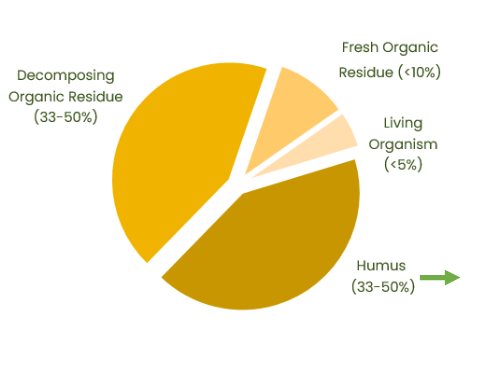 Fresh Organic
Residue (<10%)
Decomposing
Organic Residue
(33-50%)
Living
Organism
(<5%)
Humus
(33-50%)